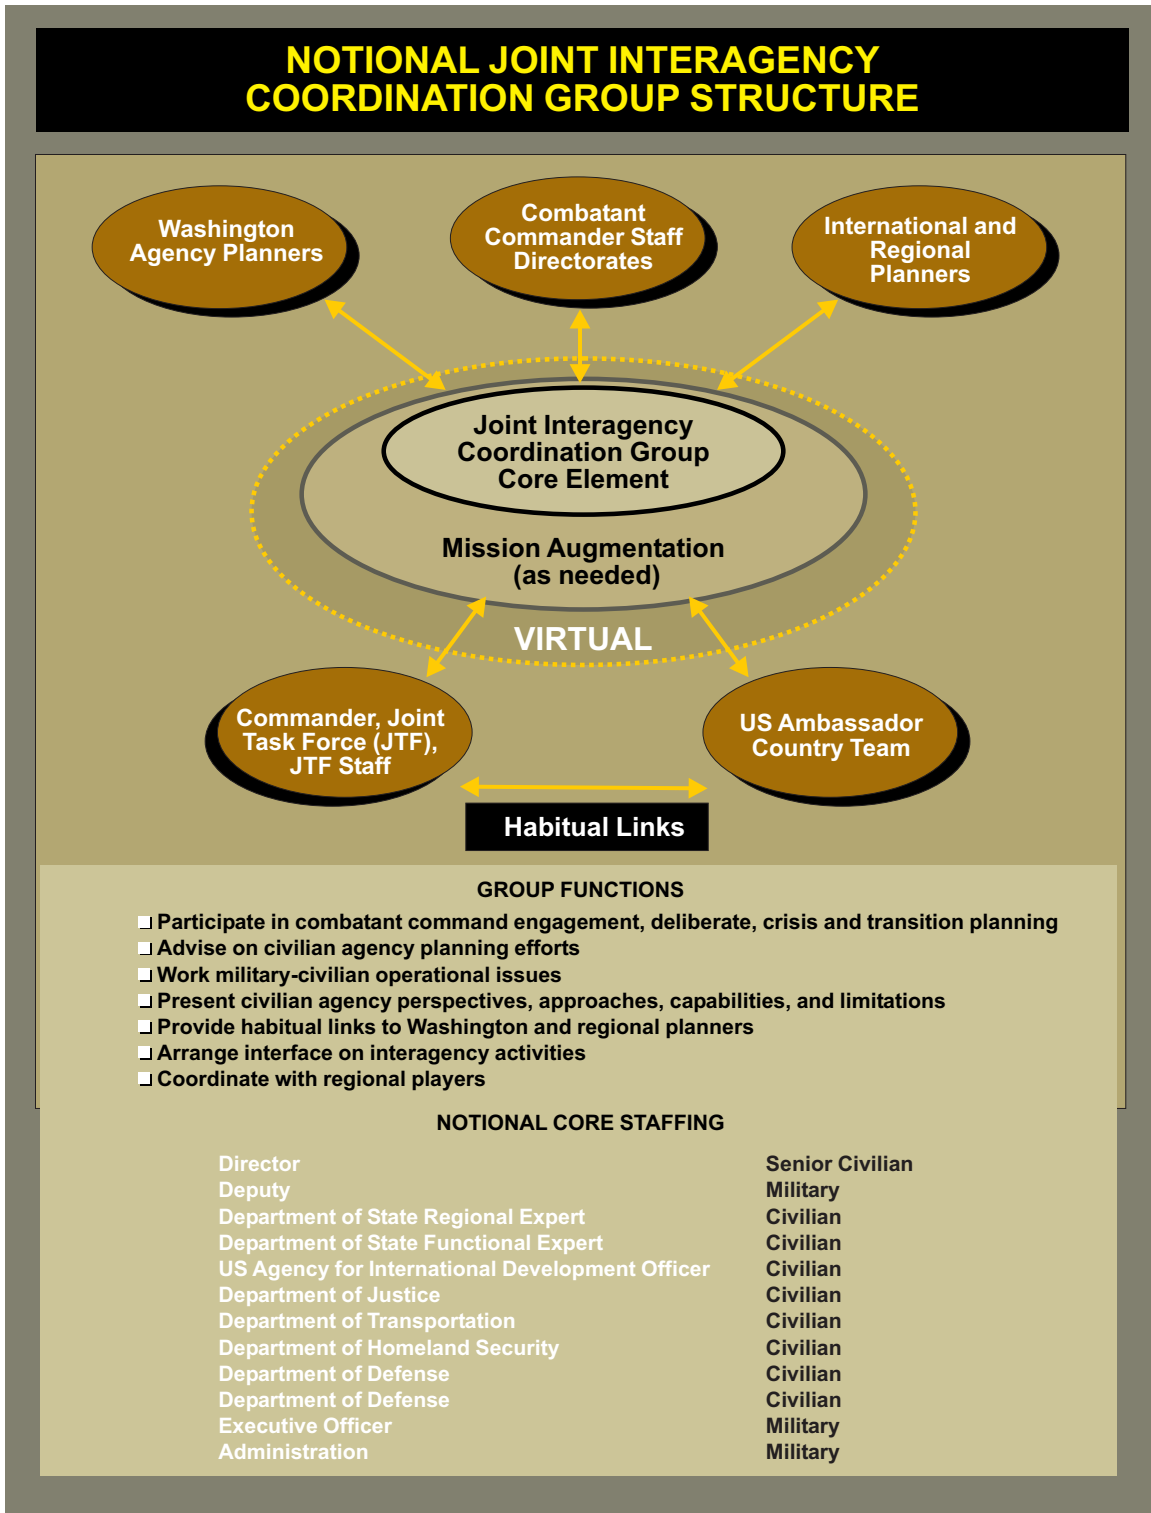 NOTIONAL JOINT INTERAGENCY
COORDINATION GROUP STRUCTURE
Washington
Agency Planners
Combatant
Commander Staff
Directorates
International and
Regional
Planners
Joint Interagency
Coordination Group
Core Element
Mission Augmentation
(as needed)
VIRTUAL
Commander, Joint
Task Force (JTF),
JTF Staff
US Ambassador
Country Team
Habitual Links
GROUP FUNCTIONS
Participate in combatant command engagement, deliberate, crisis and transition planning
Advise on civilian agency planning efforts
Work military-civilian operational issues
Present civilian agency perspectives, approaches, capabilities, and limitations
Provide habitual links to Washington and regional planners
Arrange interface on interagency activities
Coordinate with regional players
NOTIONAL CORE STAFFING
Director Senior Civilian
Deputy Military
Department of State Regional Expert Civilian
Department of State Functional Expert Civilian
US Agency for International Development Officer Civilian
Department of Justice Civilian
Department of Transportation Civilian
Department of Homeland Security Civilian
Department of Defense Civilian
Department of Defense Civilian
Executive Officer Military
Administration Military